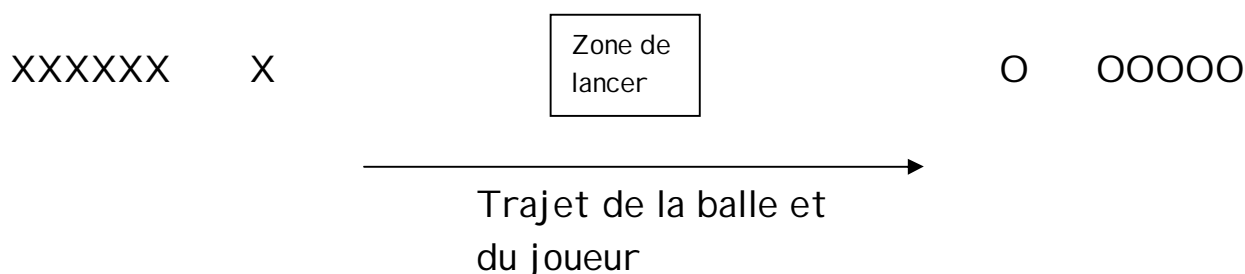 Zone de
lancer
XXXXXX X O OOOOO
Trajet de la balle et
du joueur